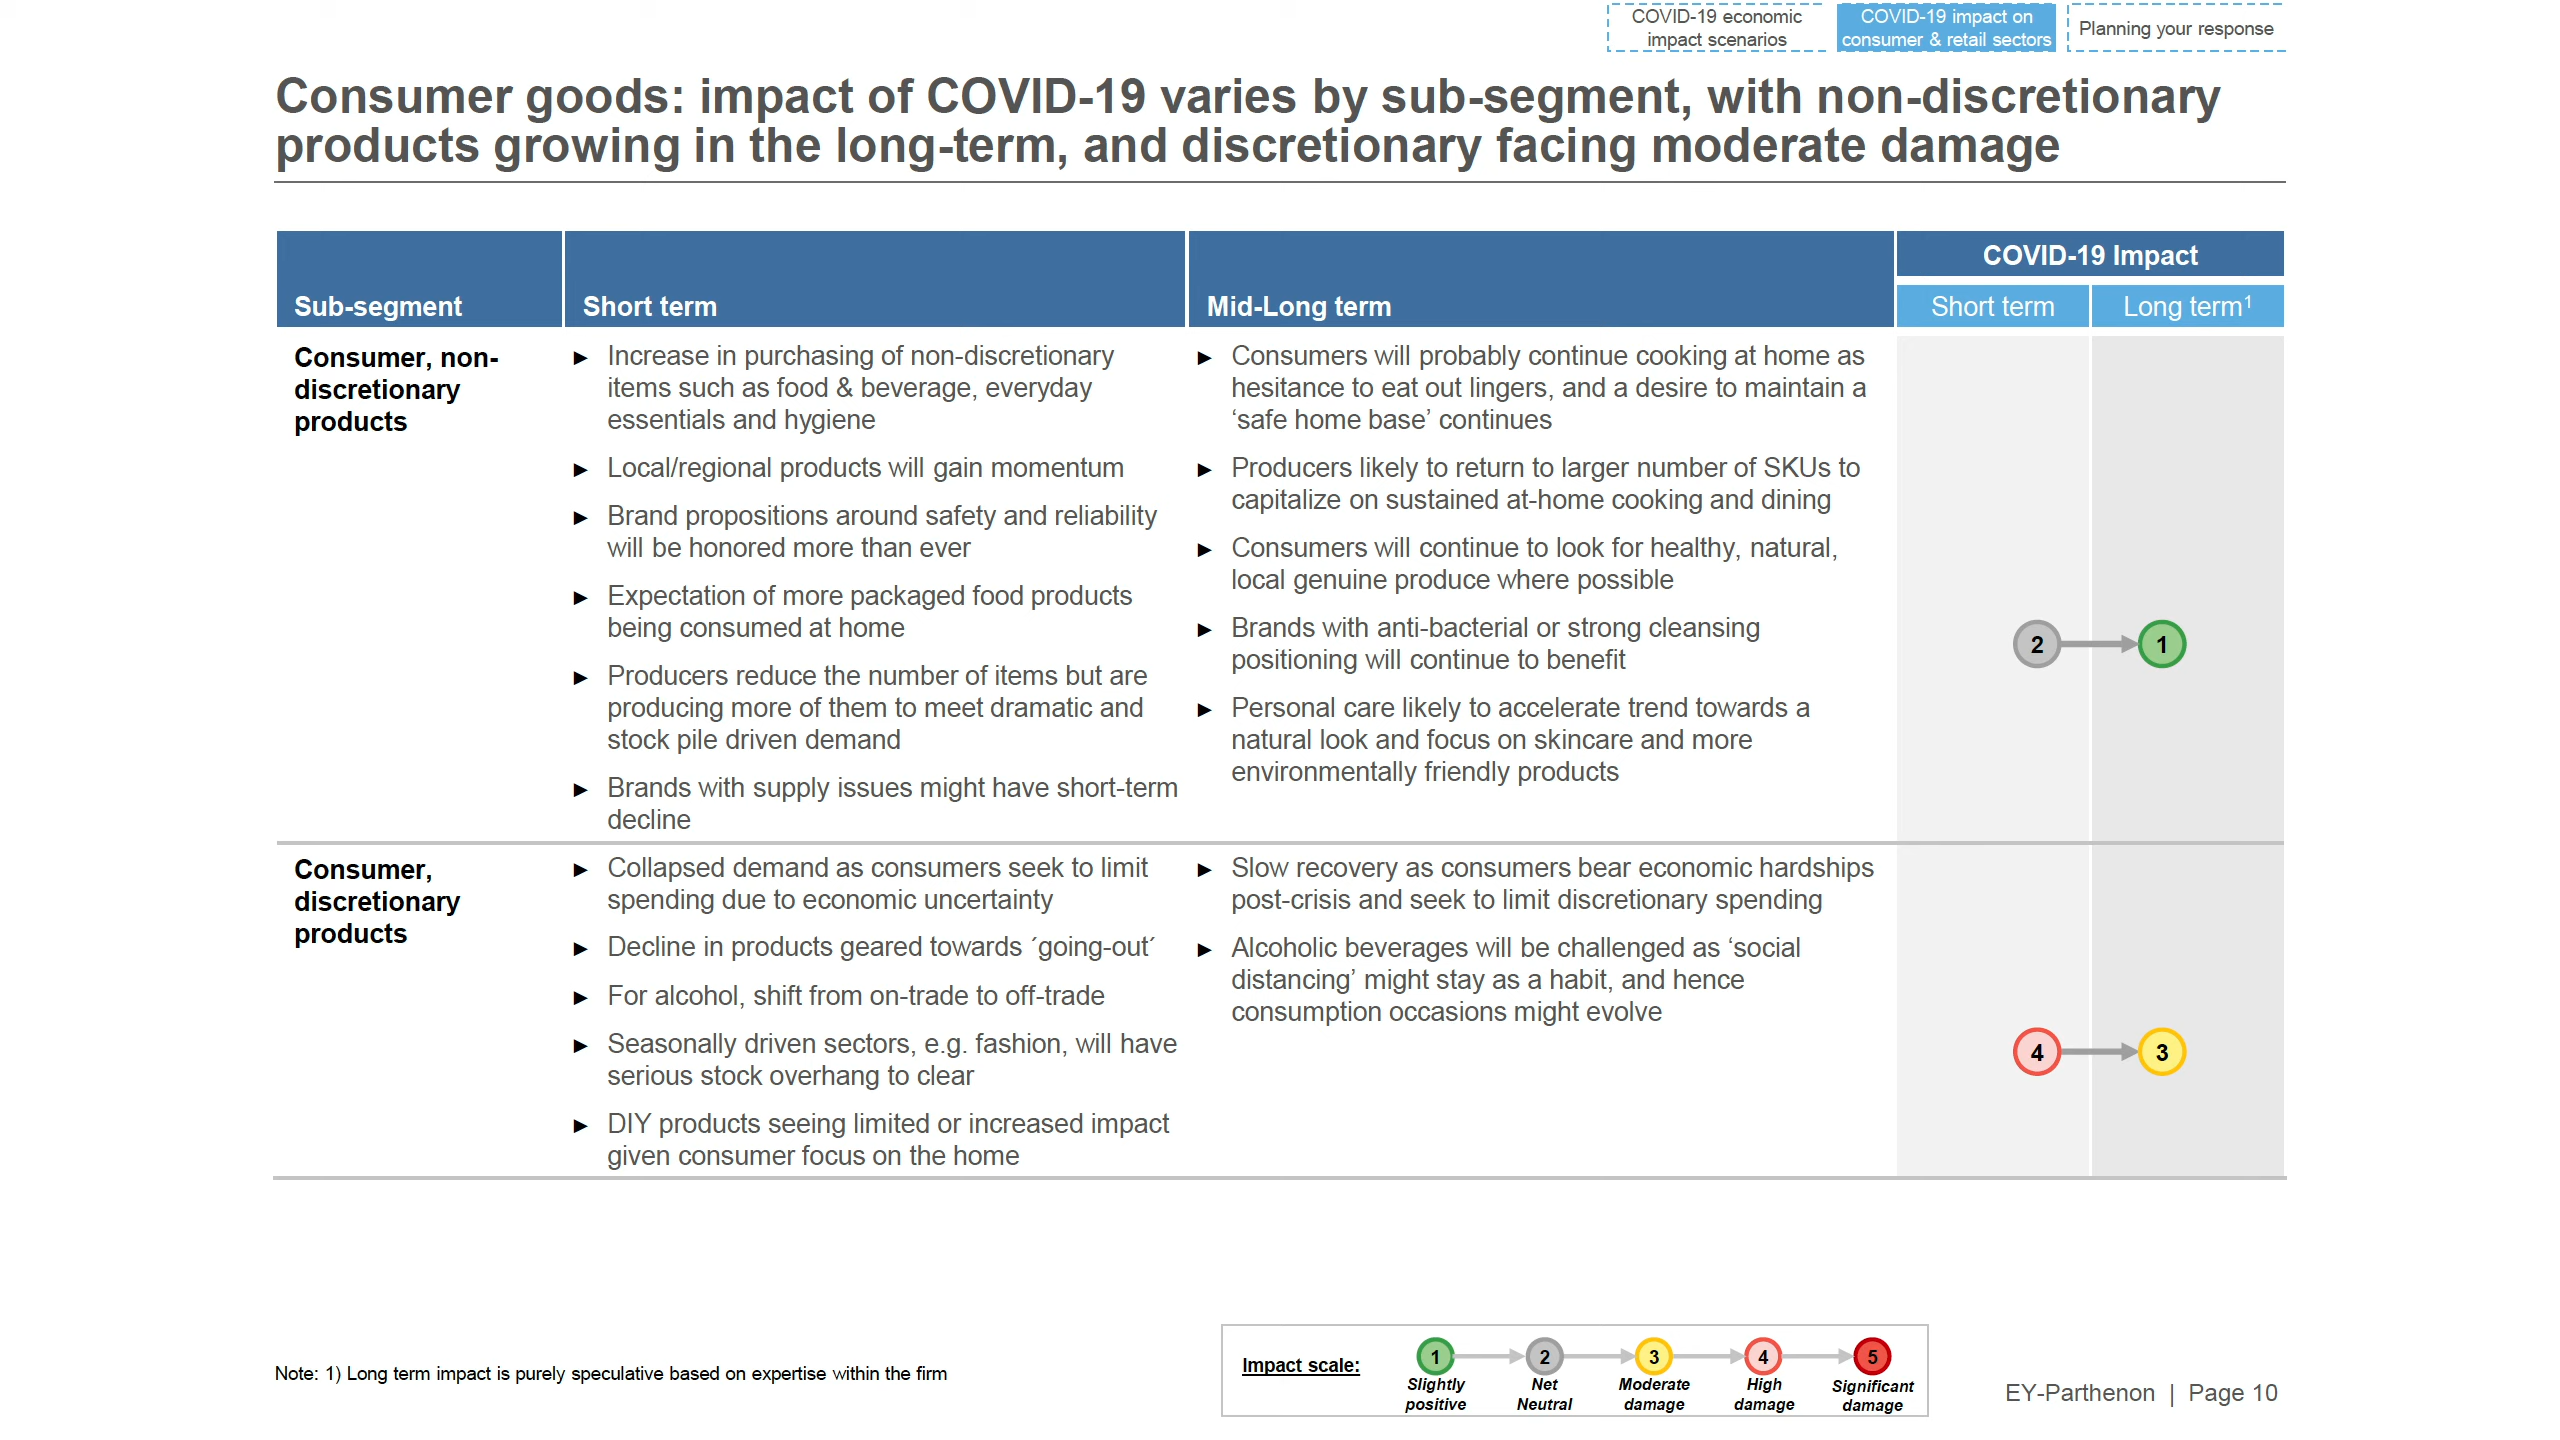 COVID-19 economic
impact scenarios
COVID-19 impact on
consumer & retail sectors
Planning your response
Consumer goods: impact of COVID-19 varies by sub-segment, with non-discretionary
products growing in the long-term, and discretionary facing moderate damage
Sub-segment
Short term
Mid-Long term
COVID-19 Impact
Short term
Long term¹
Consumer, non-
discretionary
products
► Increase in purchasing of non-discretionary
items such as food & beverage, everyday
essentials and hygiene
► Local/regional products will gain momentum
► Brand propositions around safety and reliability
will be honored more than ever
► Expectation of more packaged food products
being consumed at home
► Producers reduce the number of items but are
producing more of them to meet dramatic and
stock pile driven demand
► Brands with supply issues might have short-term
decline
► Consumers will probably continue cooking at home as
hesitance to eat out lingers, and a desire to maintain a
‘safe home base’ continues
► Producers likely to return to larger number of SKUs to
capitalize on sustained at-home cooking and dining
► Consumers will continue to look for healthy, natural,
local genuine produce where possible
► Brands with anti-bacterial or strong cleansing
positioning will continue to benefit
► Personal care likely to accelerate trend towards a
natural look and focus on skincare and more
environmentally friendly products
2
1
Consumer,
discretionary
products
► Collapsed demand as consumers seek to limit
spending due to economic uncertainty
► Decline in products geared towards ´going-out´
► For alcohol, shift from on-trade to off-trade
► Seasonally driven sectors, e.g. fashion, will have
serious stock overhang to clear
► DIY products seeing limited or increased impact
given consumer focus on the home
► Slow recovery as consumers bear economic hardships
post-crisis and seek to limit discretionary spending
► Alcoholic beverages will be challenged as ‘social
distancing’ might stay as a habit, and hence
consumption occasions might evolve
4
3
Note: 1) Long term impact is purely speculative based on expertise within the firm
Impact scale:
1
Slightly
positive
2
Net
Neutral
3
Moderate
damage
4
High
damage
5
Significant
damage
EY-Parthenon | Page 10